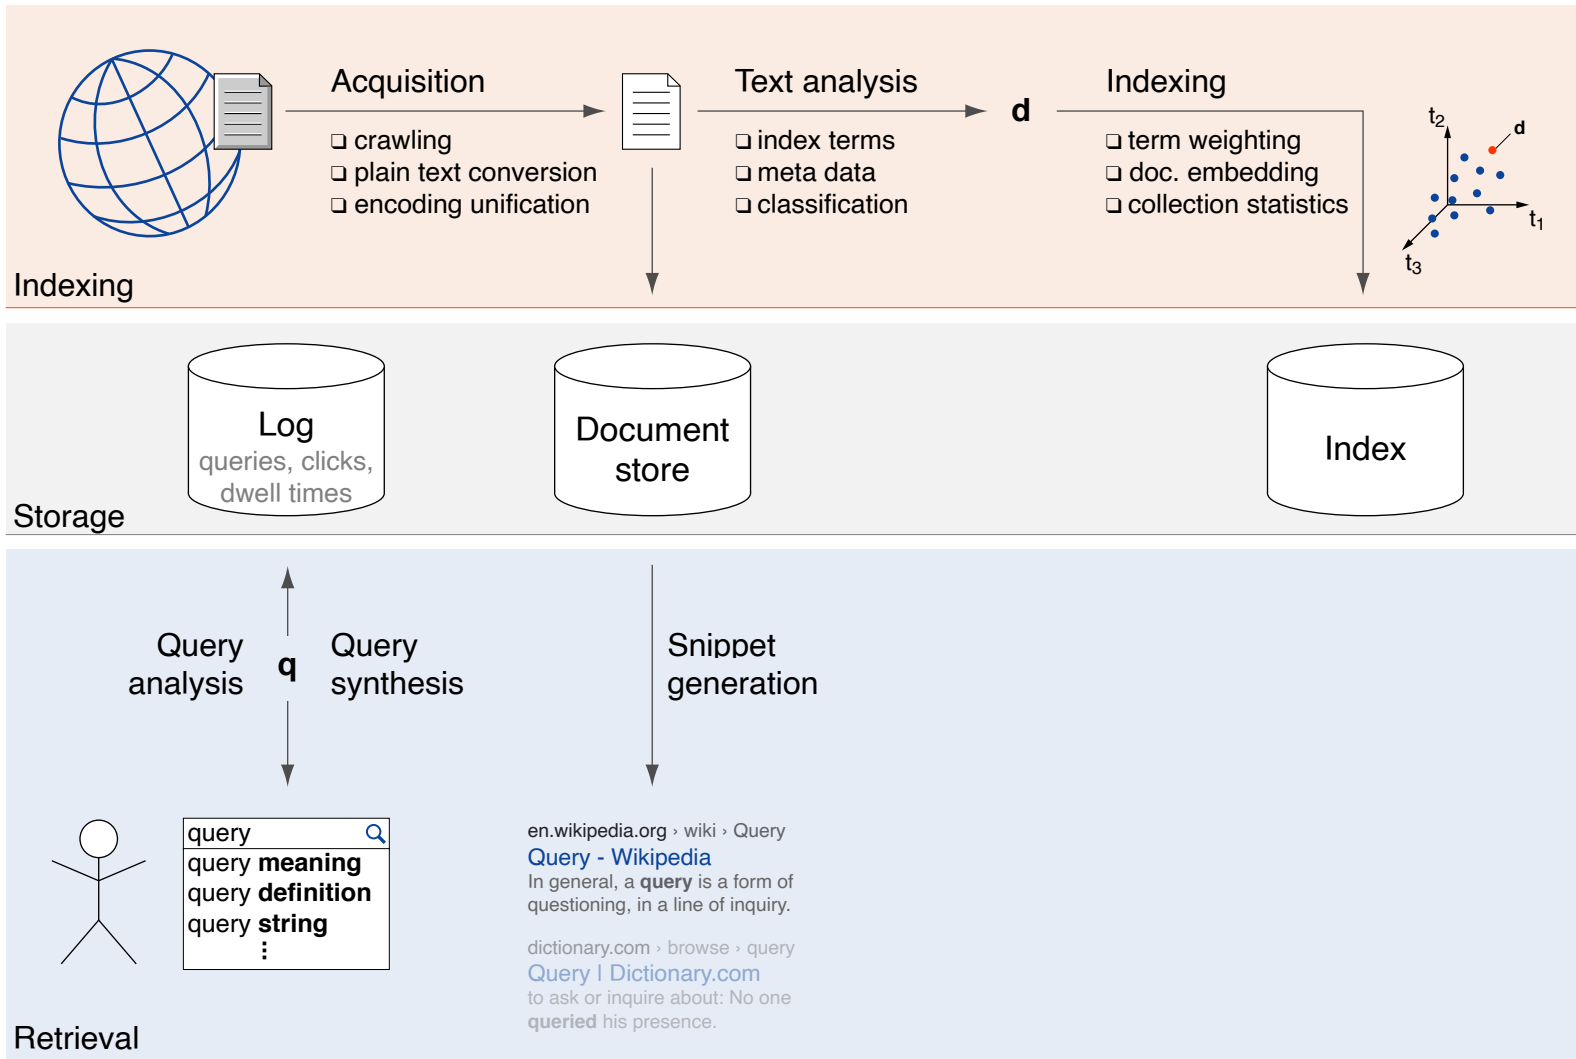 Acquisition
❏ crawling
❏ plain text conversion
❏ encoding unification
Text analysis
❏ index terms
❏ meta data
❏ classification
d
Indexing
❏ term weighting
❏ doc. embedding
❏ collection statistics
t2
d
t1
t3
Indexing
Log
queries, clicks,
dwell times
Document
store
Index
Storage
Query
analysis
q
Query
synthesis
Snippet
generation
query
query meaning
query definition
query string
⋮
en.wikipedia.org › wiki › Query
Query - Wikipedia
In general, a query is a form of
questioning, in a line of inquiry.
dictionary.com › browse › query
Query | Dictionary.com
to ask or inquire about: No one
queried his presence.
Retrieval